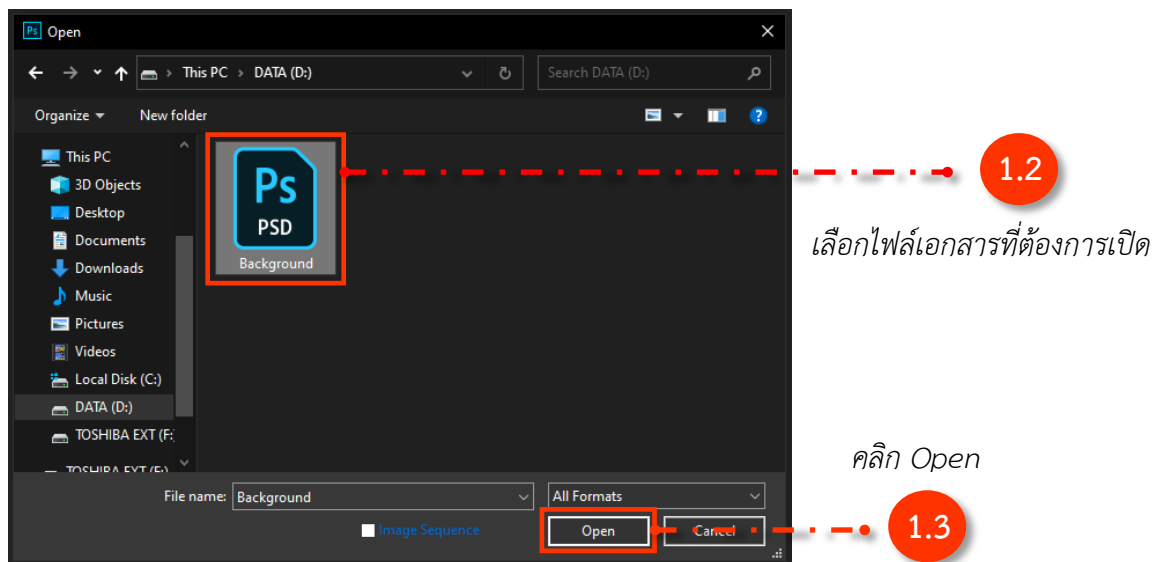 Ps Open
This PC > DATA (D:)
Search DATA (D:)
Organize
New folder
?
This PC
3D Objects
Desktop
Documents
Downloads
Music
Pictures
Videos
Local Disk (C:)
DATA (D:)
TOSHIBA EXT (F:
TOSHIBA EXT (F:)
Ps
PSD
Background
1.2
เลือกไฟล์เอกสารที่ต้องการเปิด
คลิก Open
File name: Background
All Formats
Image Sequence
Open
Cancel
1.3